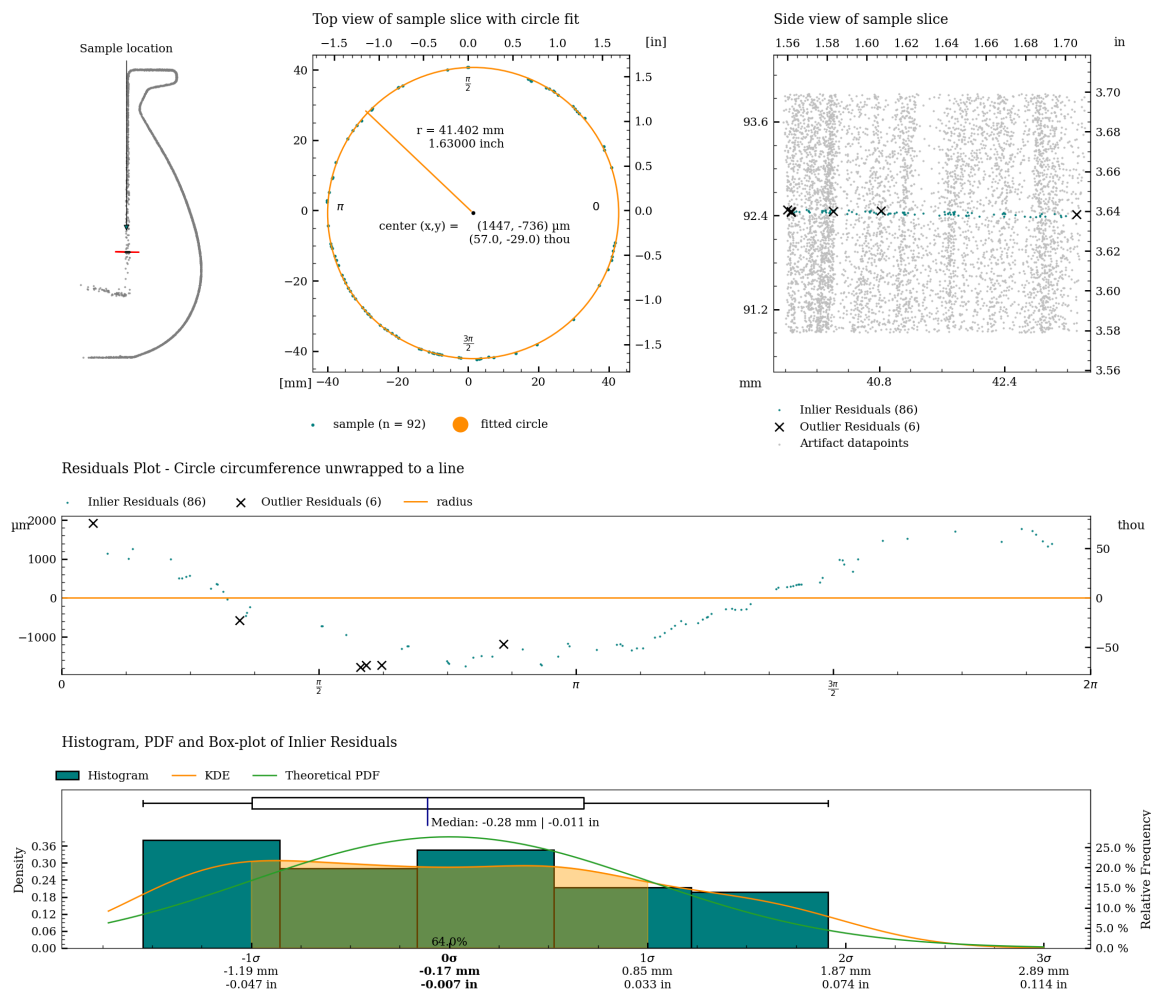 Top view of sample slice with circle fit
Side view of sample slice
Sample location
−1.5 −1.0 −0.5 0.0 0.5 1.0 1.5 [in]
1.56 1.58 1.60 1.62 1.64 1.66 1.68 1.70 in
40
20
0
−20
−40
1.5
1.0
0.5
0.0
−0.5
−1.0
−1.5
π/2
r = 41.402 mm
1.63000 inch
π
0
center (x,y) = (1447, -736) µm
(57.0, -29.0) thou
3π/2
[mm] −40 −20 0 20 40
93.6
92.4
91.2
3.70
3.68
3.66
3.64
3.62
3.60
3.58
3.56
mm 40.8 42.4
sample (n = 92) fitted circle
Inlier Residuals (86)
Outlier Residuals (6)
Artifact datapoints
Residuals Plot - Circle circumference unwrapped to a line
Inlier Residuals (86) Outlier Residuals (6) radius
µm thou
2000
1000
0
−1000
50
0
−50
0 π/2 π 3π/2 2π
Histogram, PDF and Box-plot of Inlier Residuals
Histogram KDE Theoretical PDF
Median: -0.28 mm | -0.011 in
Density
0.36
0.30
0.24
0.18
0.12
0.06
0.00
Relative Frequency
25.0 %
20.0 %
15.0 %
10.0 %
5.0 %
0.0 %
64.0%
-1σ 0σ 1σ 2σ 3σ
-1.19 mm -0.17 mm 0.85 mm 1.87 mm 2.89 mm
-0.047 in -0.007 in 0.033 in 0.074 in 0.114 in